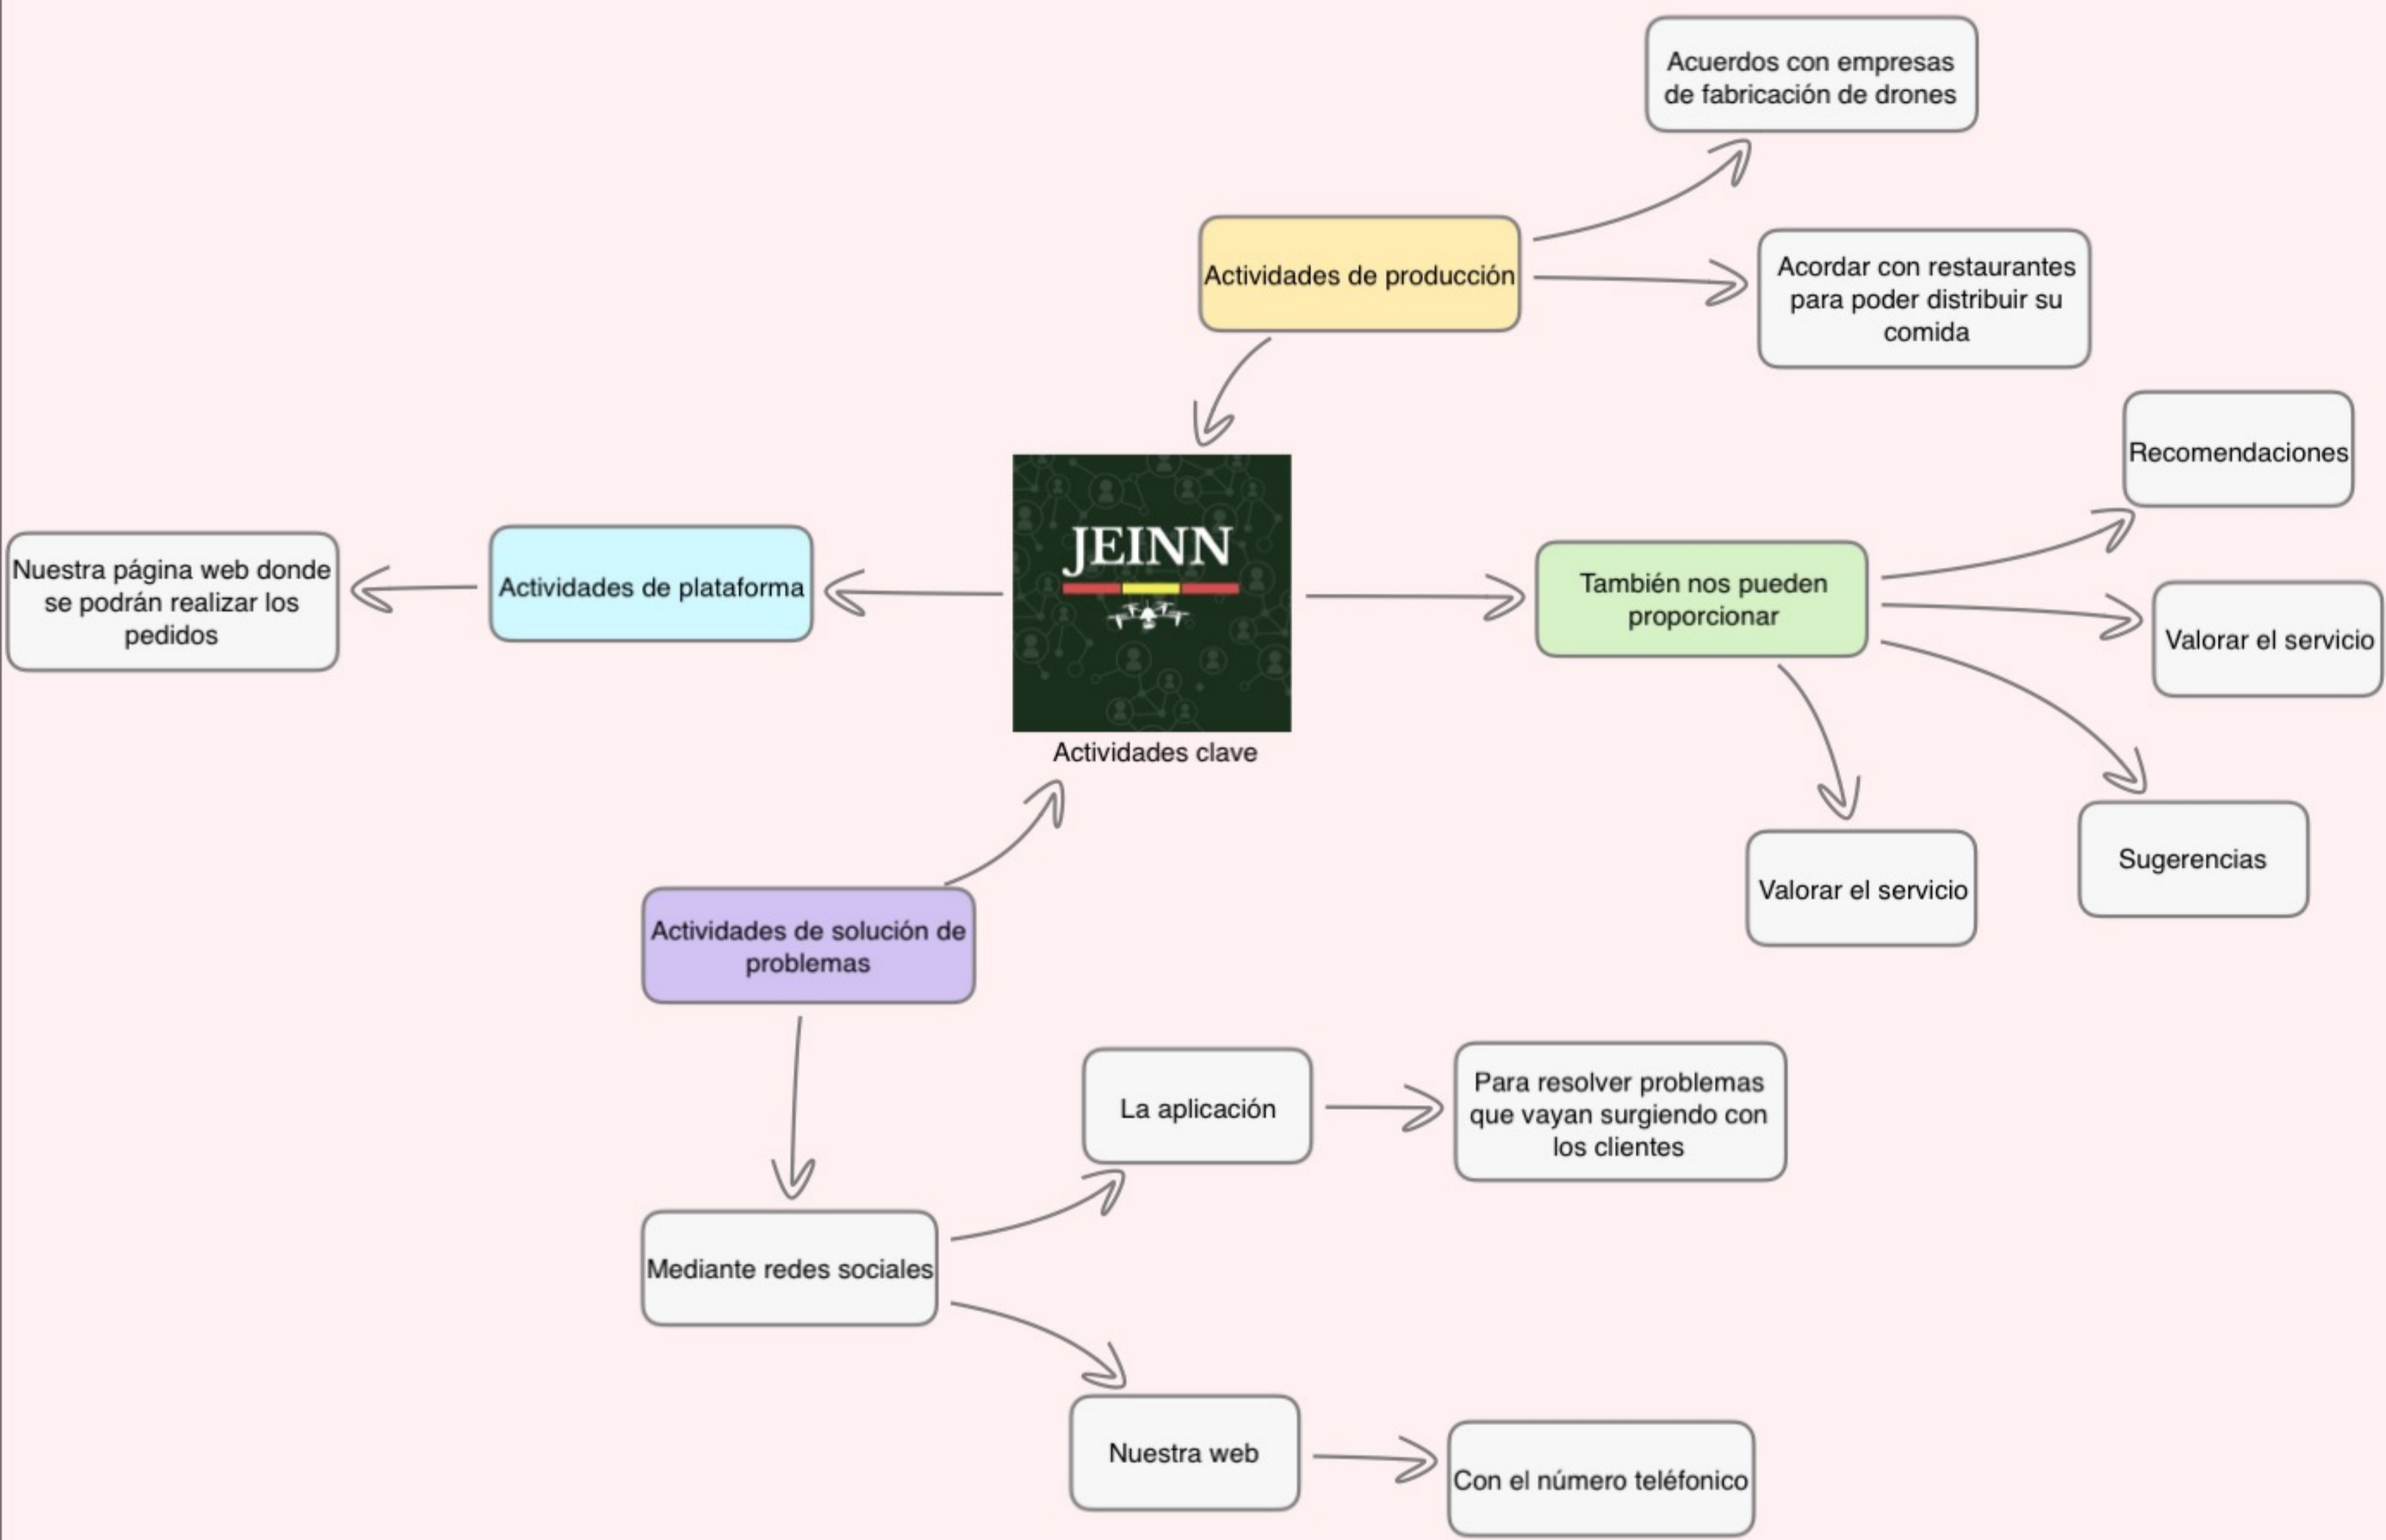 Acuerdos con empresas
de fabricación de drones
Actividades de producción
Acordar con restaurantes
para poder distribuir su
comida
Recomendaciones
JEINN
Nuestra página web donde
se podrán realizar los
pedidos
Actividades de plataforma
También nos pueden
proporcionar
Valorar el servicio
Actividades clave
Valorar el servicio
Sugerencias
Actividades de solución de
problemas
La aplicación
Para resolver problemas
que vayan surgiendo con
los clientes
Mediante redes sociales
Nuestra web
Con el número teléfonico